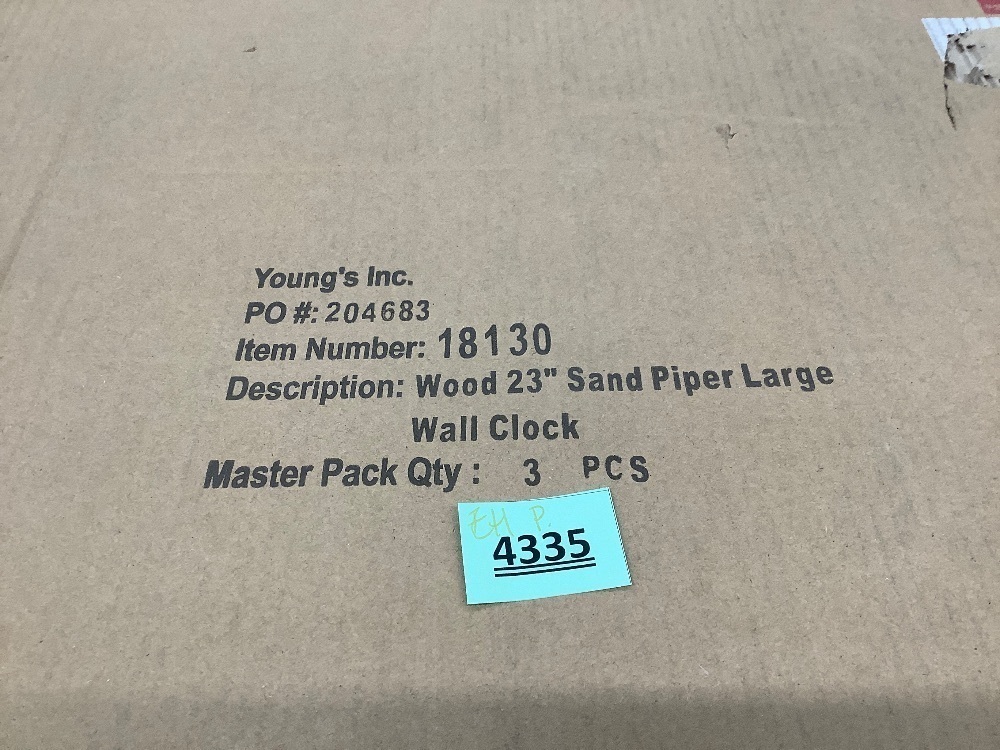 Young's Inc.
PO #: 204683
Item Number: 18130
Description: Wood 23" Sand Piper Large
Wall Clock
Master Pack Qty : 3 PCS
EH P.
4335